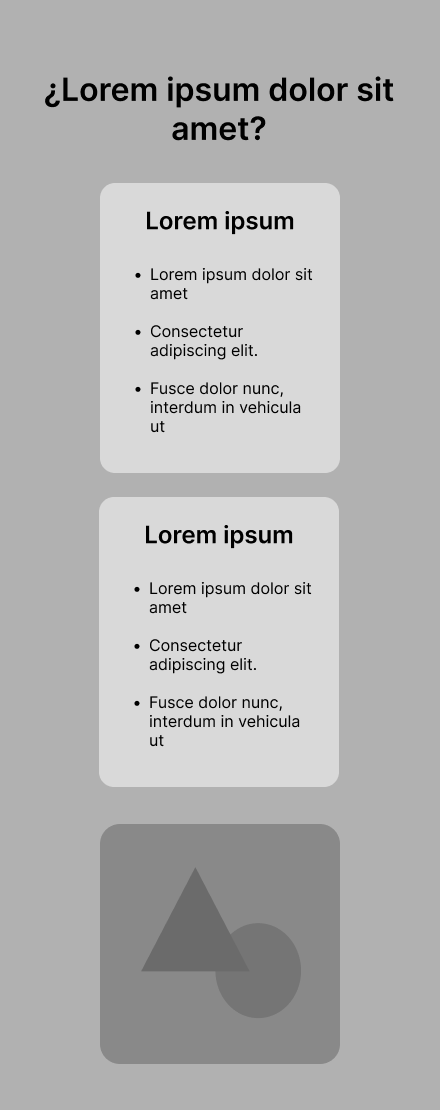 ¿Lorem ipsum dolor sit
amet?
Lorem ipsum
• Lorem ipsum dolor sit
amet
• Consectetur
adipiscing elit.
• Fusce dolor nunc,
interdum in vehicula
ut
Lorem ipsum
• Lorem ipsum dolor sit
amet
• Consectetur
adipiscing elit.
• Fusce dolor nunc,
interdum in vehicula
ut